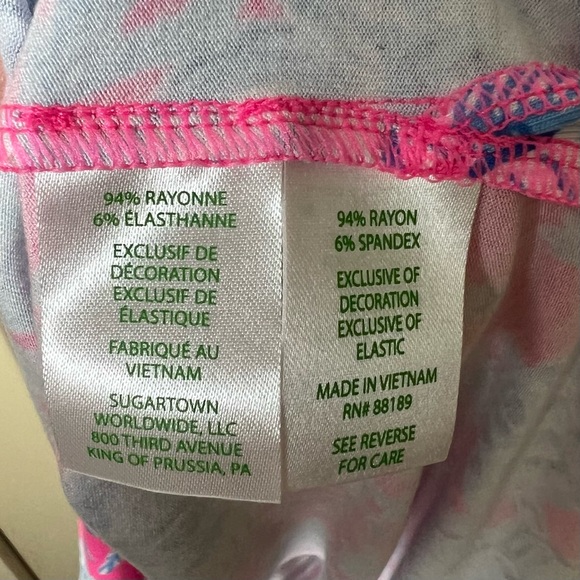 94% RAYONNE
6% ÉLASTHANNE
EXCLUSIF DE
DÉCORATION
EXCLUSIF DE
ÉLASTIQUE
FABRIQUÉ AU
VIETNAM
SUGARTOWN
WORLDWIDE, LLC
800 THIRD AVENUE
KING OF PRUSSIA, PA
94% RAYON
6% SPANDEX
EXCLUSIVE OF
DECORATION
EXCLUSIVE OF
ELASTIC
MADE IN VIETNAM
RN# 88189
SEE REVERSE
FOR CARE